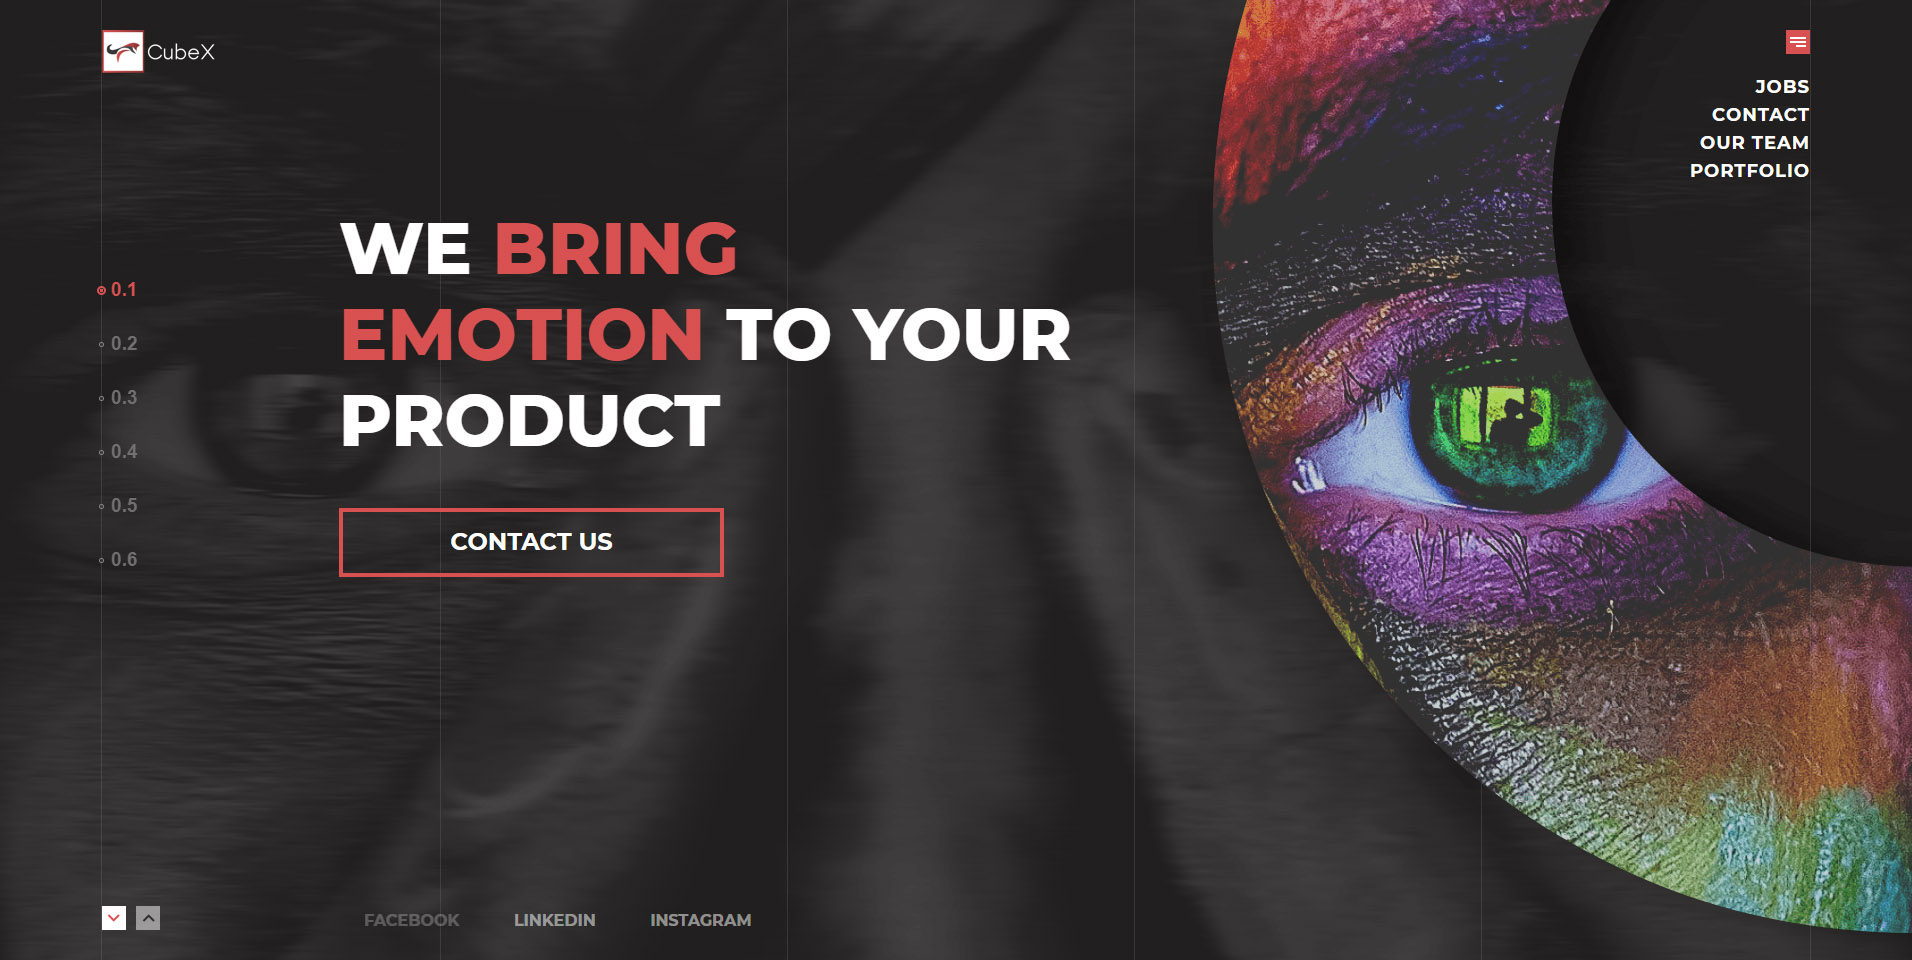 CubeX
JOBS
CONTACT
OUR TEAM
PORTFOLIO
WE BRING
EMOTION TO YOUR
PRODUCT
0.1
0.2
0.3
0.4
0.5
0.6
CONTACT US
FACEBOOK LINKEDIN INSTAGRAM